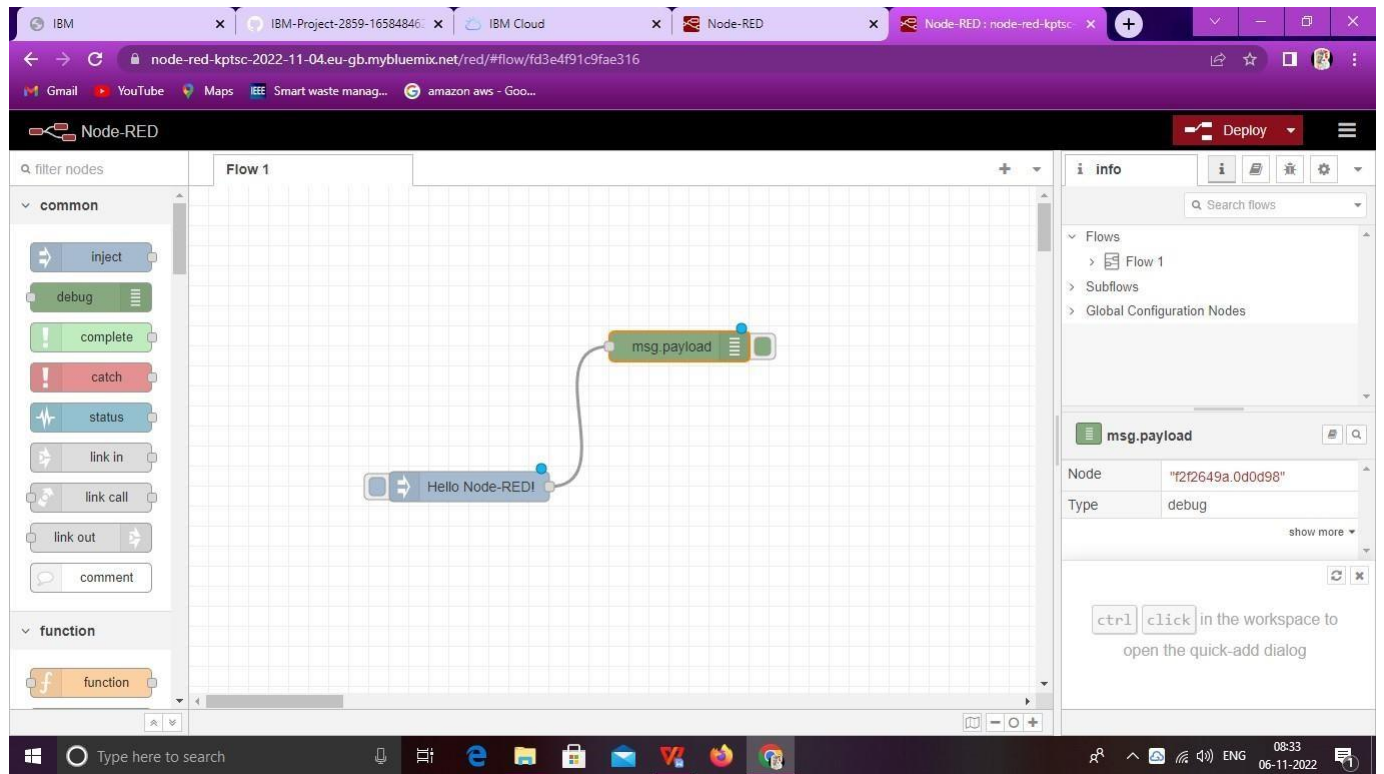 IBM
IBM-Project-2859-16584846
IBM Cloud
Node-RED
Node-RED : node-red-kptsc-
node-red-kptsc-2022-11-04.eu-gb.mybluemix.net/red/#flow/fd3e4f91c9fae316
Gmail YouTube Maps IEEE Smart waste manag... G amazon aws - Goo...
Node-RED Deploy
filter nodes Flow 1 i info i
common Search flows
inject
debug
complete
catch
status
link in
link call
link out
comment
function
function
msg.payload
Hello Node-RED!
Flows
Flow 1
Subflows
Global Configuration Nodes
msg.payload
Node "f2f2649a.0d0d98"
Type debug
show more
ctrl click in the workspace to
open the quick-add dialog
Type here to search
ENG
08:33
06-11-2022
1